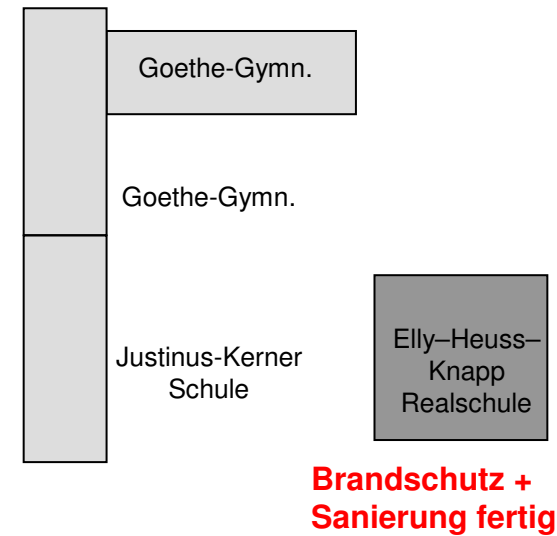 Goethe-Gymn.
Goethe-Gymn.
Justinus-Kerner
Schule
Elly–Heuss–
Knapp
Realschule
Brandschutz +
Sanierung fertig